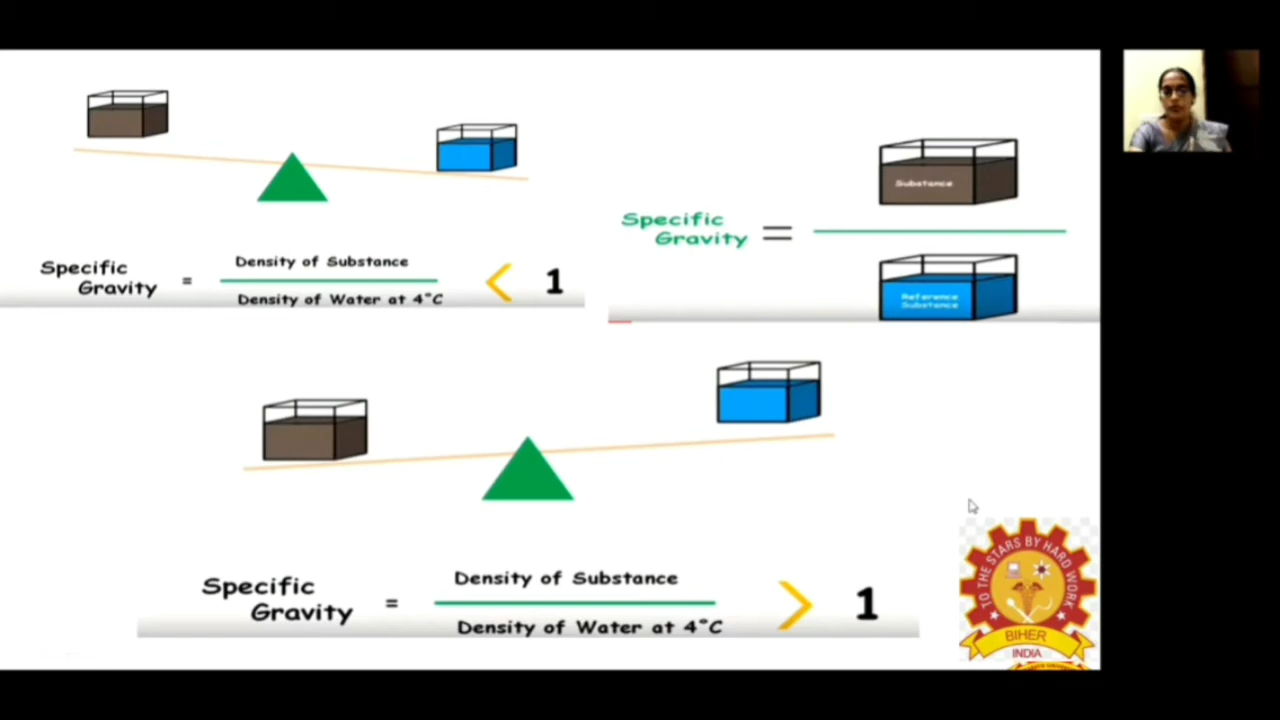 Specific
Gravity
=
Density of Substance
Density of Water at 4°C
< 1
Specific
Gravity
=
Substance
Reference
Substance
Specific
Gravity
=
Density of Substance
Density of Water at 4°C
> 1
TO THE STARS BY HARD WORK
BIHER
INDIA